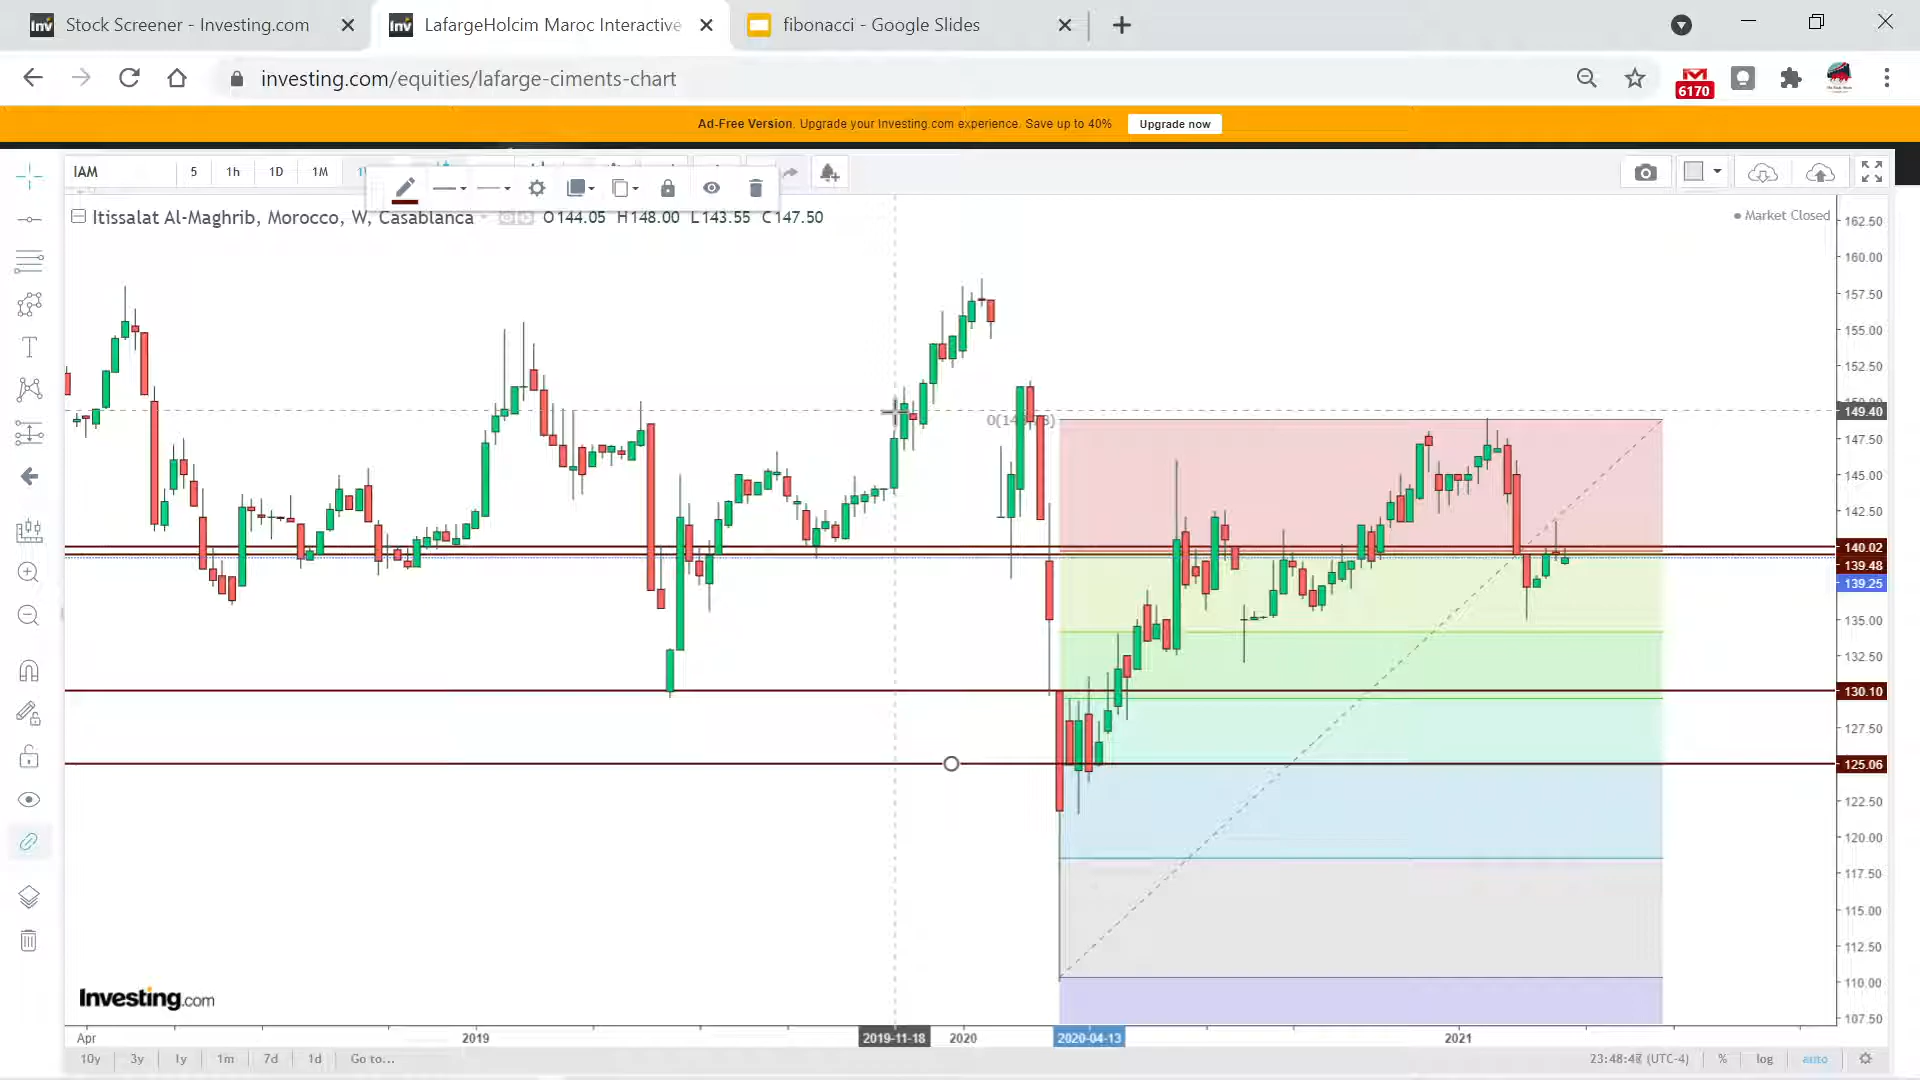 Stock Screener - Investing.com
LafargeHolcim Maroc Interactive
fibonacci - Google Slides
investing.com/equities/lafarge-ciments-chart
6170
Ad-Free Version. Upgrade your Investing.com experience. Save up to 40% Upgrade now
IAM 5 1h 1D 1M
Itissalat Al-Maghrib, Morocco, W, Casablanca O144.05 H148.00 L143.55 C147.50
Market Closed
162.50
160.00
157.50
155.00
152.50
149.40
147.50
145.00
142.50
140.02
139.48
139.25
135.00
132.50
130.10
127.50
125.06
122.50
120.00
117.50
115.00
112.50
110.00
107.50
Investing.com
Apr 2019 2019-11-18 2020 2020-04-13 2021
10y 3y 1y 1m 7d 1d Go to... 23:48:47 (UTC-4) % log auto